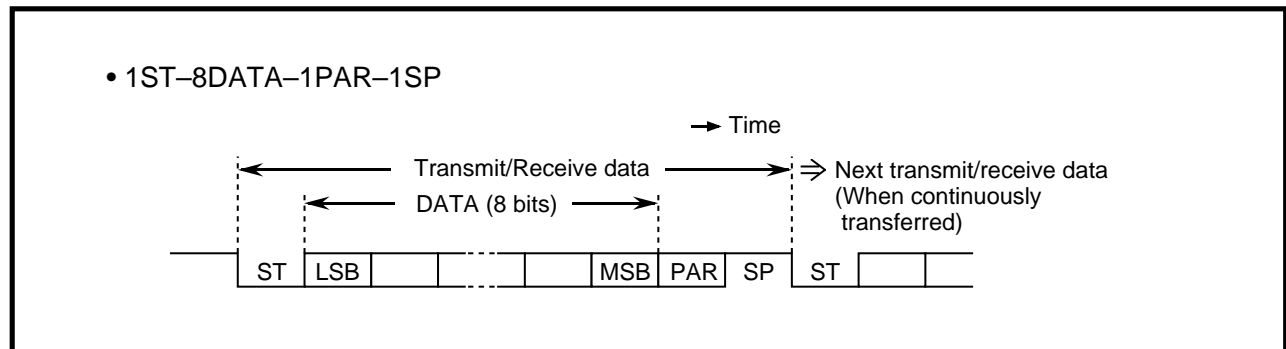 • 1ST–8DATA–1PAR–1SP
→ Time
Transmit/Receive data
⇒ Next transmit/receive data
(When continuously
transferred)
DATA (8 bits)
ST LSB MSB PAR SP ST